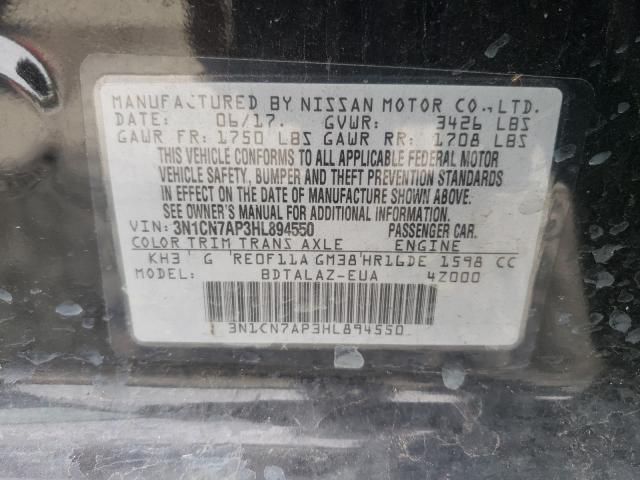 MANUFACTURED BY NISSAN MOTOR CO.,LTD.
DATE: 06/17. GVWR: 3426 LBS
GAWR FR: 1750 LBS GAWR RR: 1708 LBS
THIS VEHICLE CONFORMS TO ALL APPLICABLE FEDERAL MOTOR
VEHICLE SAFETY, BUMPER AND THEFT PREVENTION STANDARDS
IN EFFECT ON THE DATE OF MANUFACTURE SHOWN ABOVE.
SEE OWNER'S MANUAL FOR ADDITIONAL INFORMATION.
VIN: 3N1CN7AP3HL894550 PASSENGER CAR.
COLOR TRIM TRANS AXLE ENGINE
KH3 G RE0F11A GM38 HR16DE 1598 CC
MODEL: BDTALAZ-EUA 4Z000
3N1CN7AP3HL894550